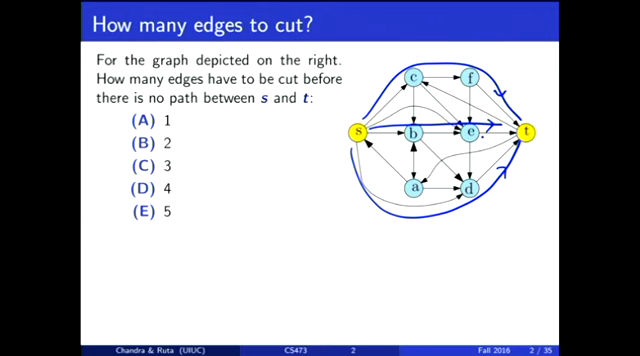 How many edges to cut?
For the graph depicted on the right.
How many edges have to be cut before
there is no path between s and t:
(A) 1
(B) 2
(C) 3
(D) 4
(E) 5
c
f
s
b
e
t
a
d
Chandra & Ruta (UIUC) CS473 2 Fall 2016 2 / 35